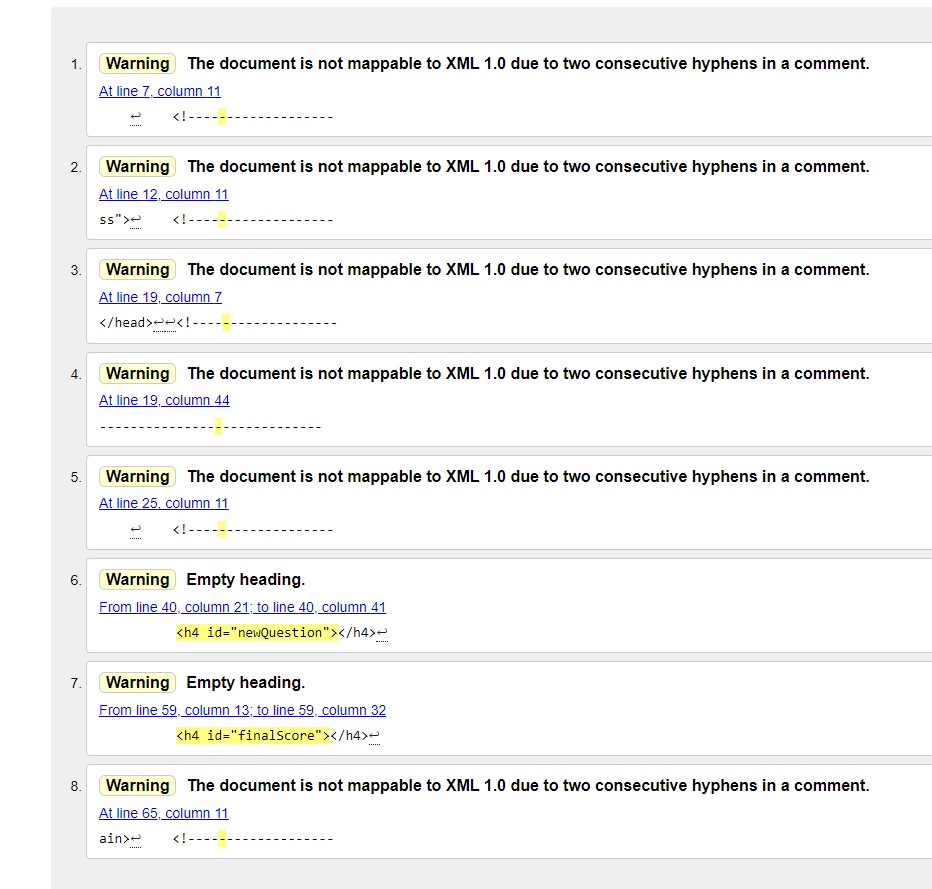 1. Warning The document is not mappable to XML 1.0 due to two consecutive hyphens in a comment.
At line 7, column 11
↩ <!-------------------
2. Warning The document is not mappable to XML 1.0 due to two consecutive hyphens in a comment.
At line 12, column 11
ss">↩ <!-------------------
3. Warning The document is not mappable to XML 1.0 due to two consecutive hyphens in a comment.
At line 19, column 7
</head>↩↩<!-------------------
4. Warning The document is not mappable to XML 1.0 due to two consecutive hyphens in a comment.
At line 19, column 44
-----------------------------
5. Warning The document is not mappable to XML 1.0 due to two consecutive hyphens in a comment.
At line 25, column 11
↩ <!-------------------
6. Warning Empty heading.
From line 40, column 21; to line 40, column 41
<h4 id="newQuestion"></h4>↩
7. Warning Empty heading.
From line 59, column 13; to line 59, column 32
<h4 id="finalScore"></h4>↩
8. Warning The document is not mappable to XML 1.0 due to two consecutive hyphens in a comment.
At line 65, column 11
ain>↩ <!-------------------